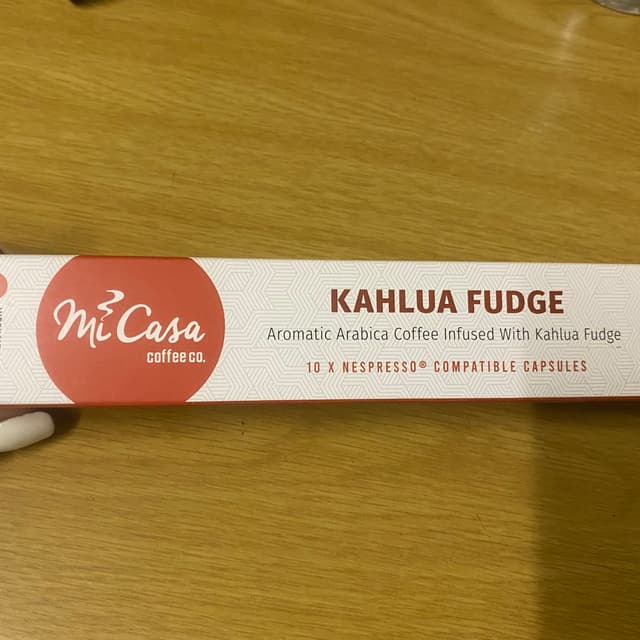 Mi Casa
coffee co.
KAHLUA FUDGE
Aromatic Arabica Coffee Infused With Kahlua Fudge
10 X NESPRESSO® COMPATIBLE CAPSULES